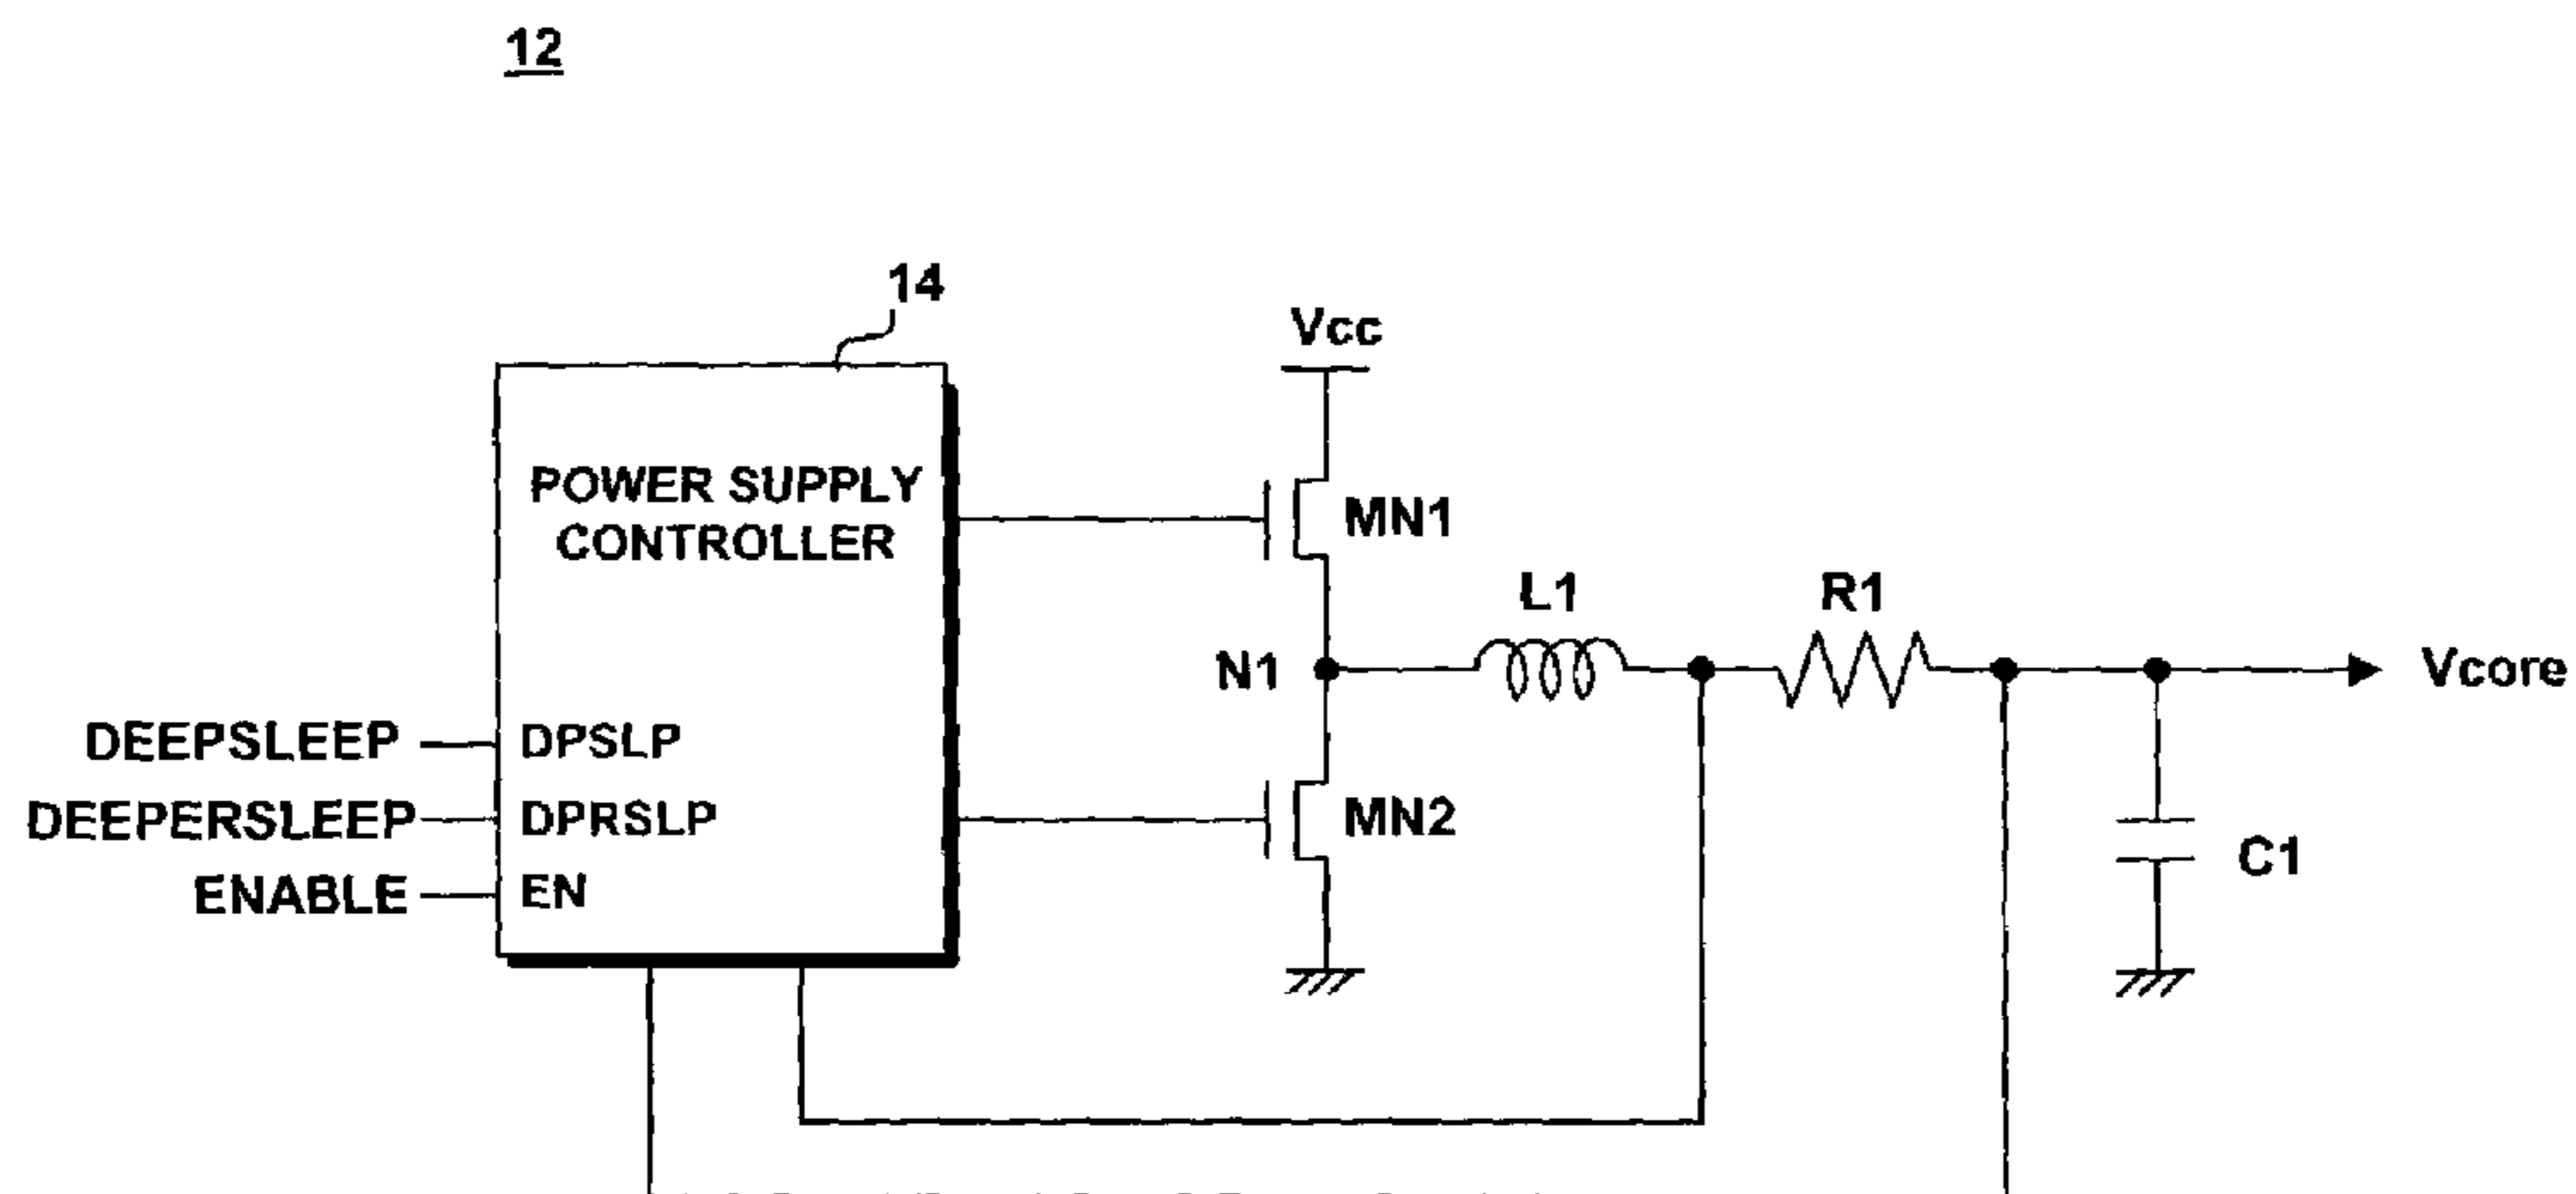 12
14
Vcc
POWER SUPPLY
CONTROLLER
MN1
L1
R1
N1
Vcore
DEEPSLEEP
DPSLP
DEEPERSLEEP
DPRSLP
MN2
ENABLE
EN
C1